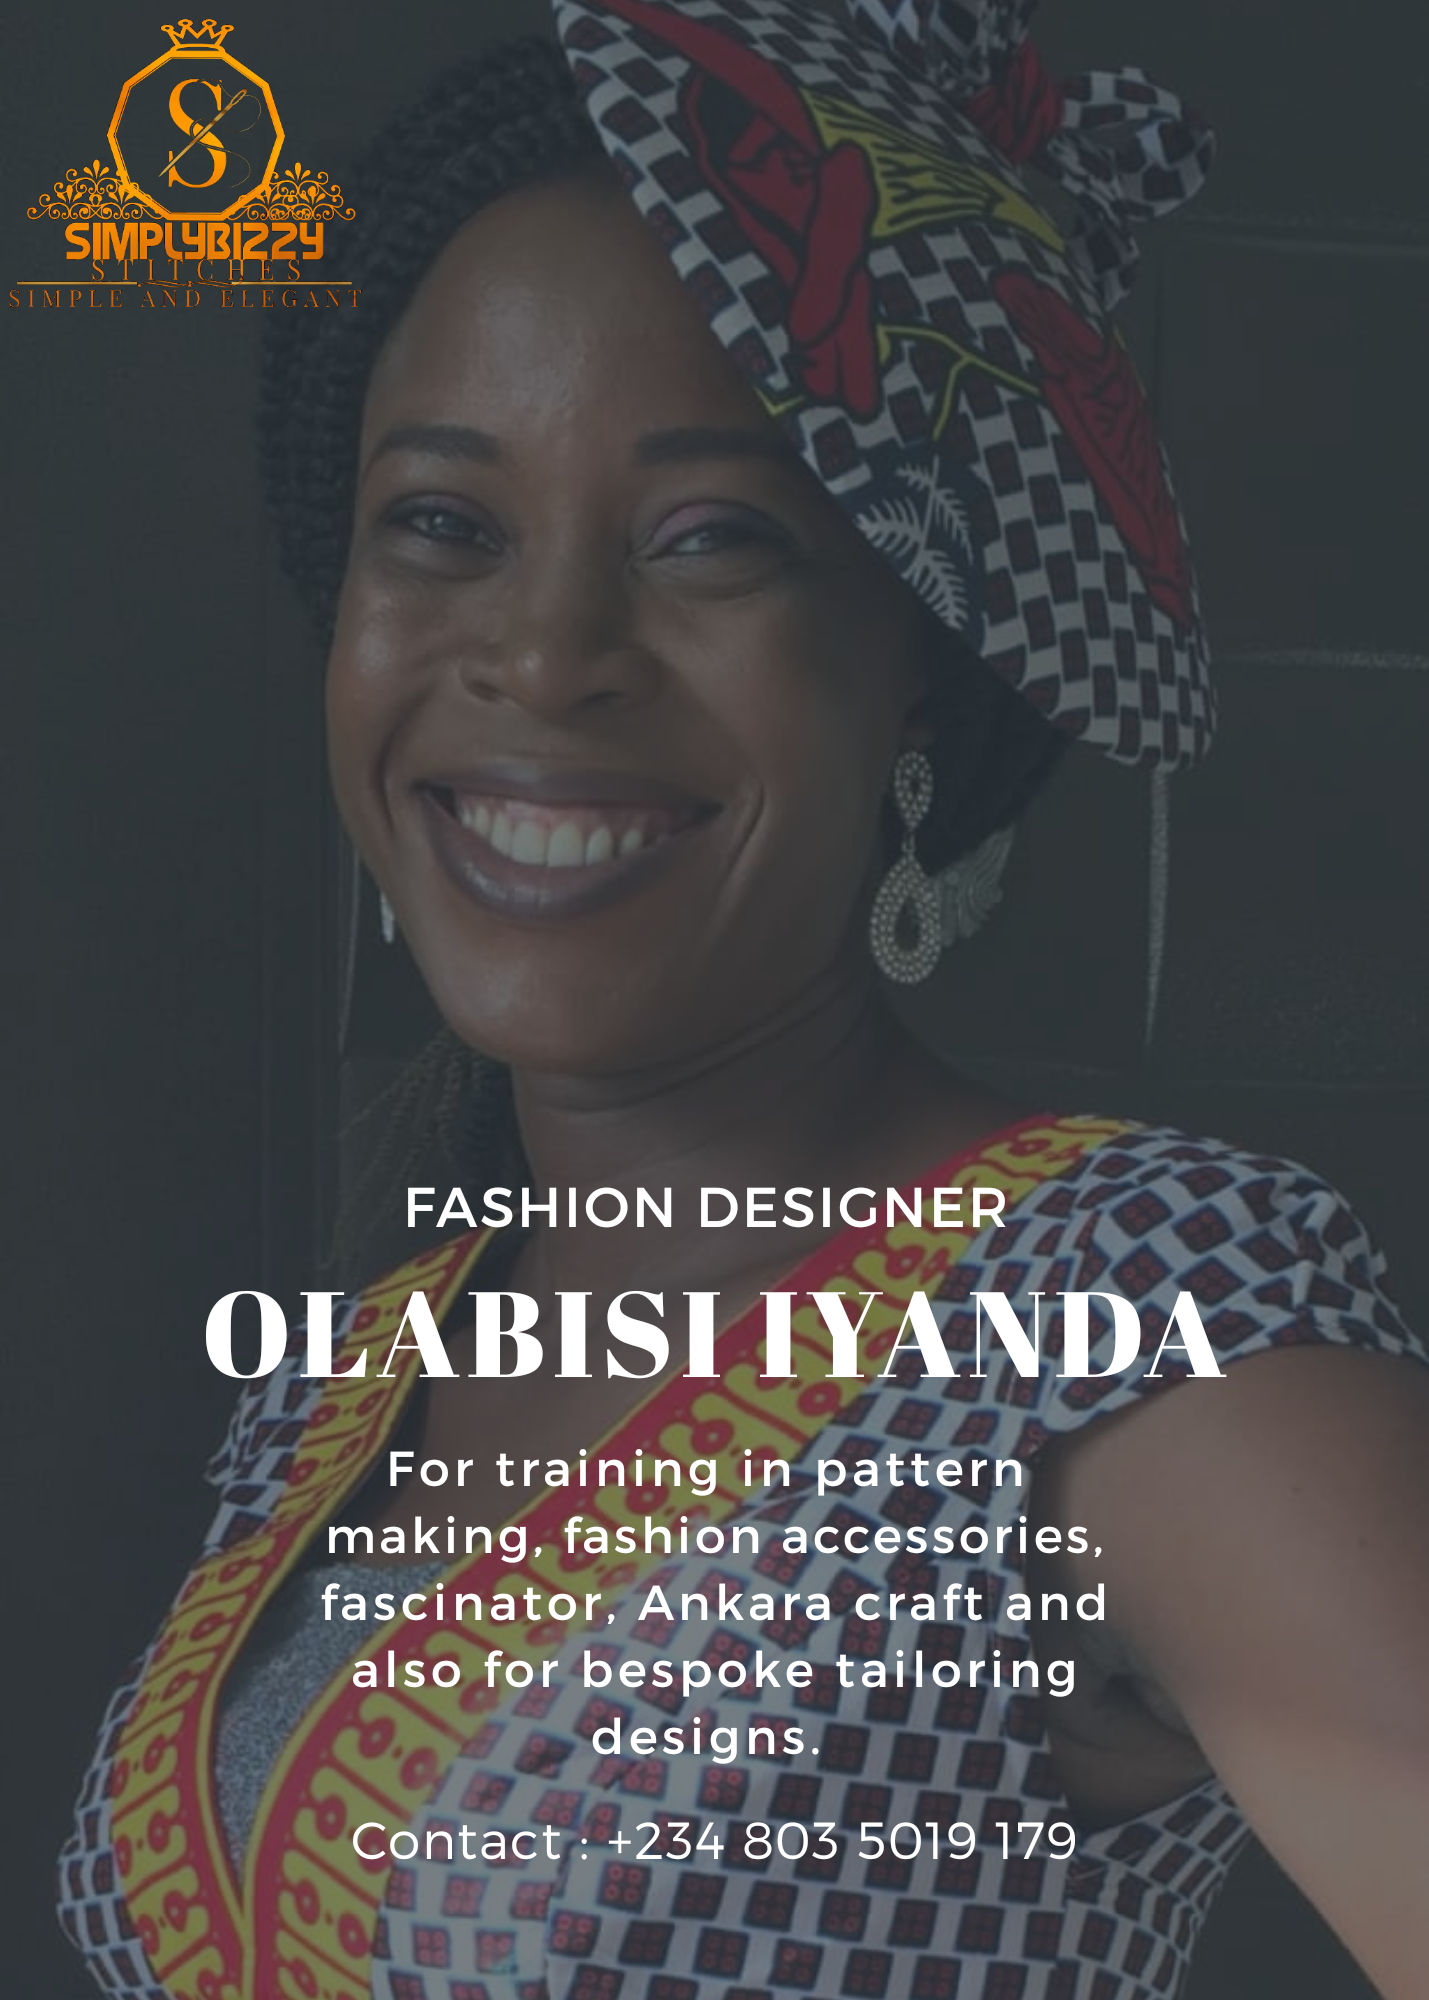 S
SIMPLYBIZZY
STITCHES
SIMPLE AND ELEGANT
FASHION DESIGNER
OLABISI IYANDA
For training in pattern
making, fashion accessories,
fascinator, Ankara craft and
also for bespoke tailoring
designs.
Contact : +234 803 5019 179